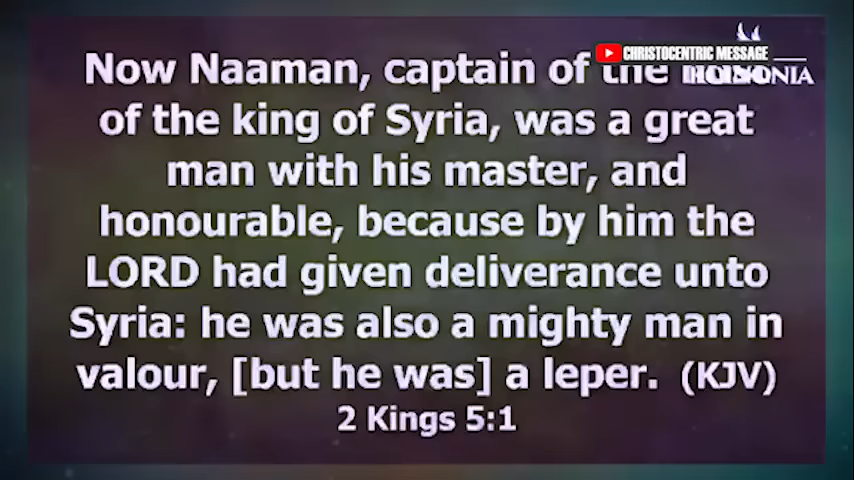 CHRISTOCENTRIC MESSAGE
Now Naaman, captain of the
of the king of Syria, was a great
man with his master, and
honourable, because by him the
LORD had given deliverance unto
Syria: he was also a mighty man in
valour, [but he was] a leper. (KJV)
2 Kings 5:1